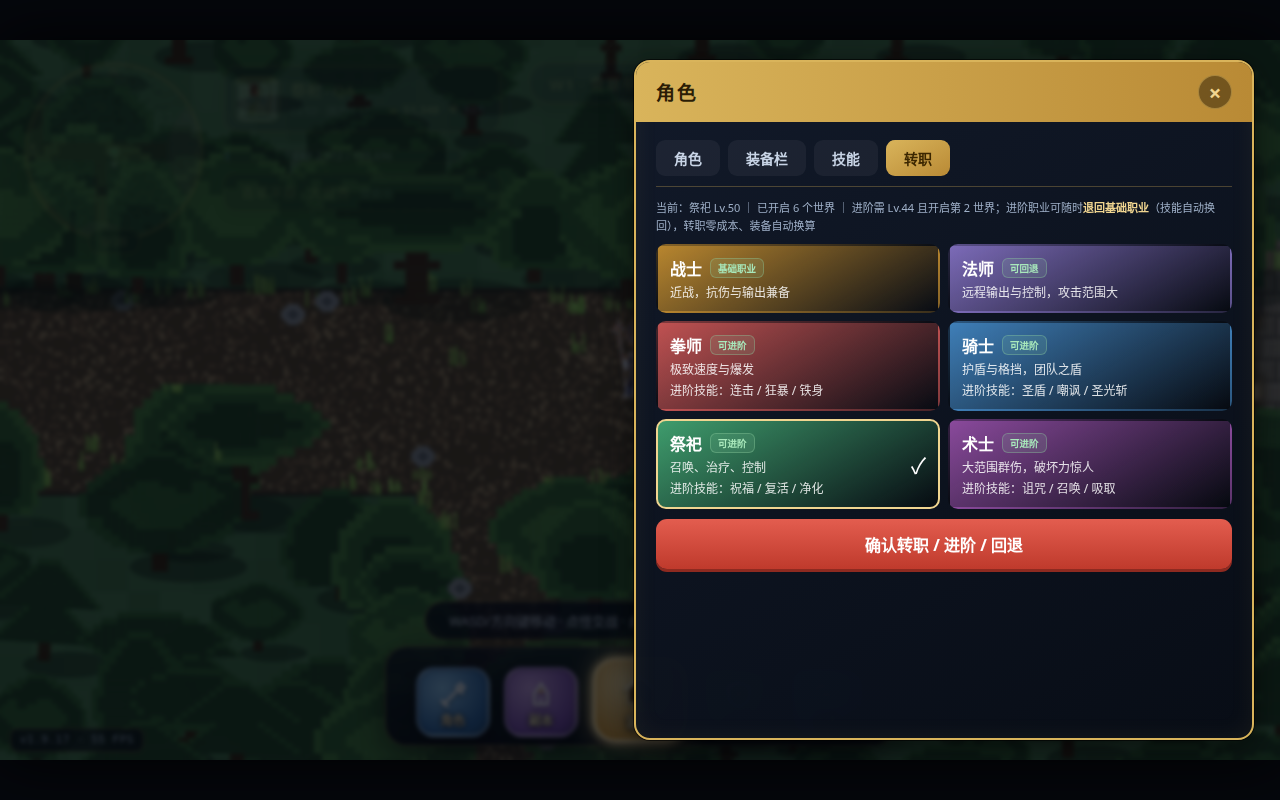 角色
×
角色 装备栏 技能 转职
当前：祭祀 Lv.50 ｜ 已开启 6 个世界 ｜ 进阶需 Lv.44 且开启第 2 世界；进阶职业可随时退回基础职业（技能自动换
回），转职零成本、装备自动换算
战士 基础职业
近战，抗伤与输出兼备
法师 可回退
远程输出与控制，攻击范围大
拳师 可进阶
极致速度与爆发
进阶技能：连击 / 狂暴 / 铁身
骑士 可进阶
护盾与格挡，团队之盾
进阶技能：圣盾 / 嘲讽 / 圣光斩
祭祀 可进阶
召唤、治疗、控制
进阶技能：祝福 / 复活 / 净化
✓
术士 可进阶
大范围群伤，破坏力惊人
进阶技能：诅咒 / 召唤 / 吸取
确认转职 / 进阶 / 回退